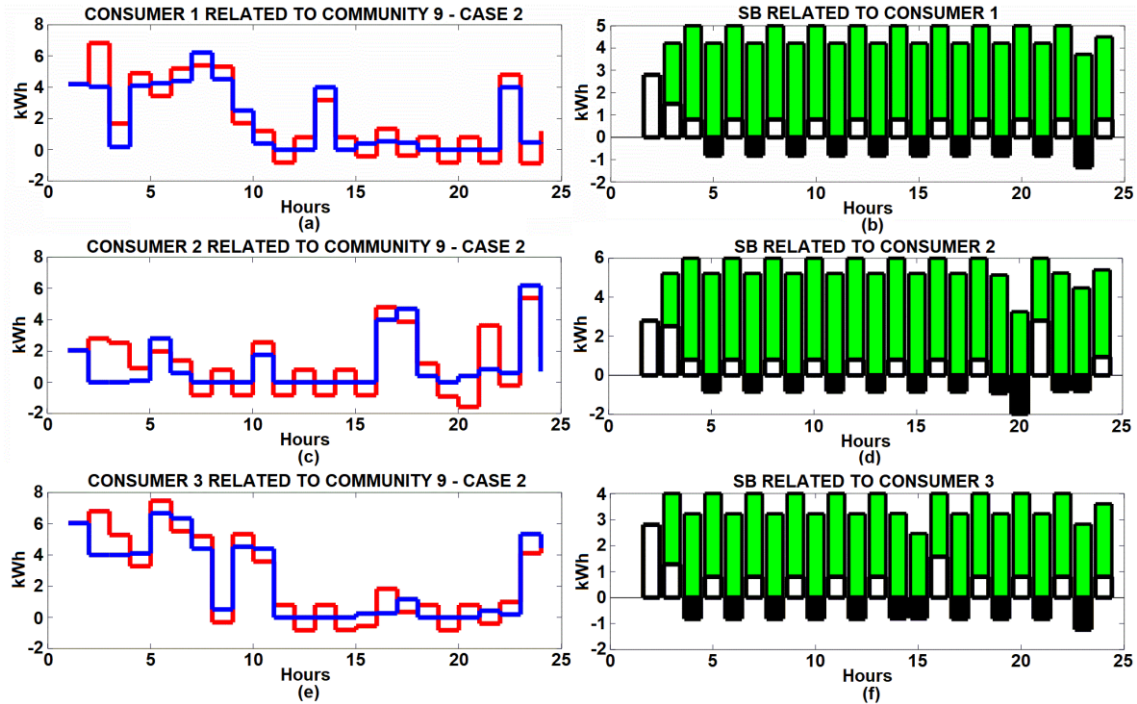 CONSUMER 1 RELATED TO COMMUNITY 9 - CASE 2
kWh
8
6
4
2
0
-2
0 5 10 15 20 25
Hours
(a)
SB RELATED TO CONSUMER 1
kWh
5
4
3
2
1
0
-1
-2
0 5 10 15 20 25
Hours
(b)
CONSUMER 2 RELATED TO COMMUNITY 9 - CASE 2
kWh
8
6
4
2
0
-2
0 5 10 15 20 25
Hours
(c)
SB RELATED TO CONSUMER 2
kWh
6
4
2
0
-2
0 5 10 15 20 25
Hours
(d)
CONSUMER 3 RELATED TO COMMUNITY 9 - CASE 2
kWh
8
6
4
2
0
-2
0 5 10 15 20 25
Hours
(e)
SB RELATED TO CONSUMER 3
kWh
4
3
2
1
0
-1
-2
0 5 10 15 20 25
Hours
(f)